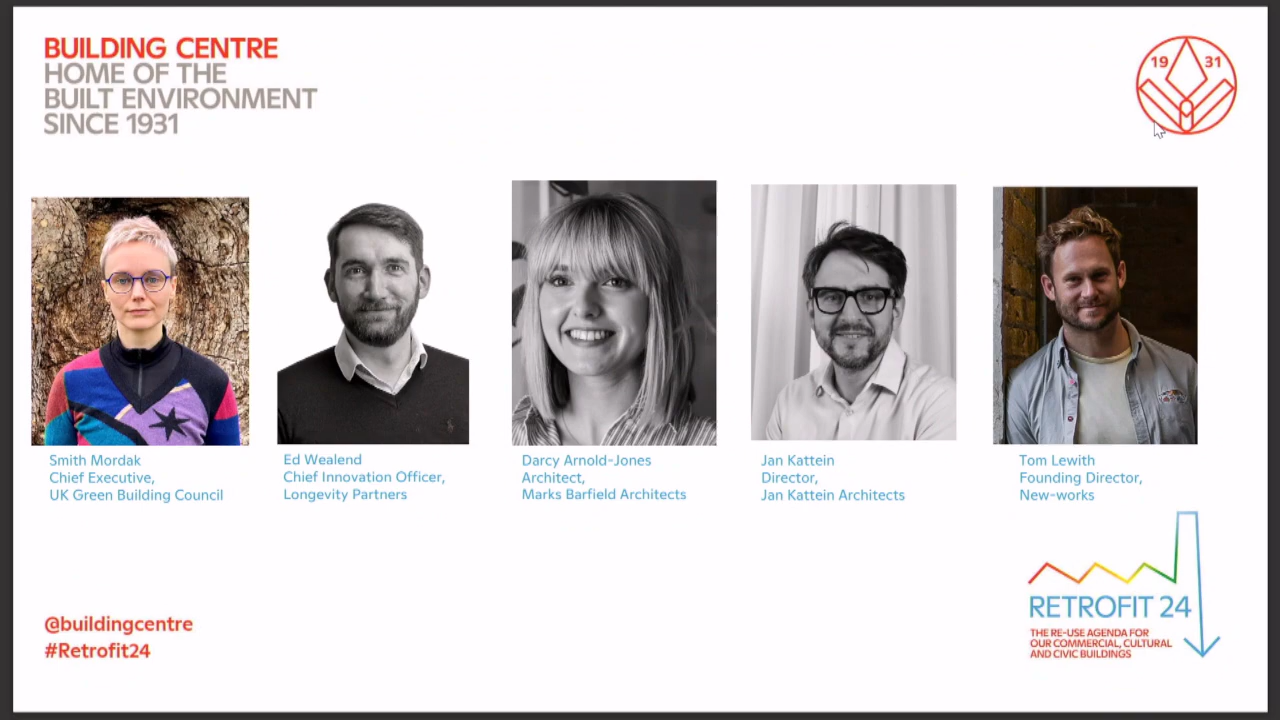 BUILDING CENTRE
HOME OF THE
BUILT ENVIRONMENT
SINCE 1931
19 31
Smith Mordak
Chief Executive,
UK Green Building Council
Ed Wealend
Chief Innovation Officer,
Longevity Partners
Darcy Arnold-Jones
Architect,
Marks Barfield Architects
Jan Kattein
Director,
Jan Kattein Architects
Tom Lewith
Founding Director,
New-works
@buildingcentre
#Retrofit24
RETROFIT 24
THE RE-USE AGENDA FOR
OUR COMMERCIAL, CULTURAL
AND CIVIC BUILDINGS